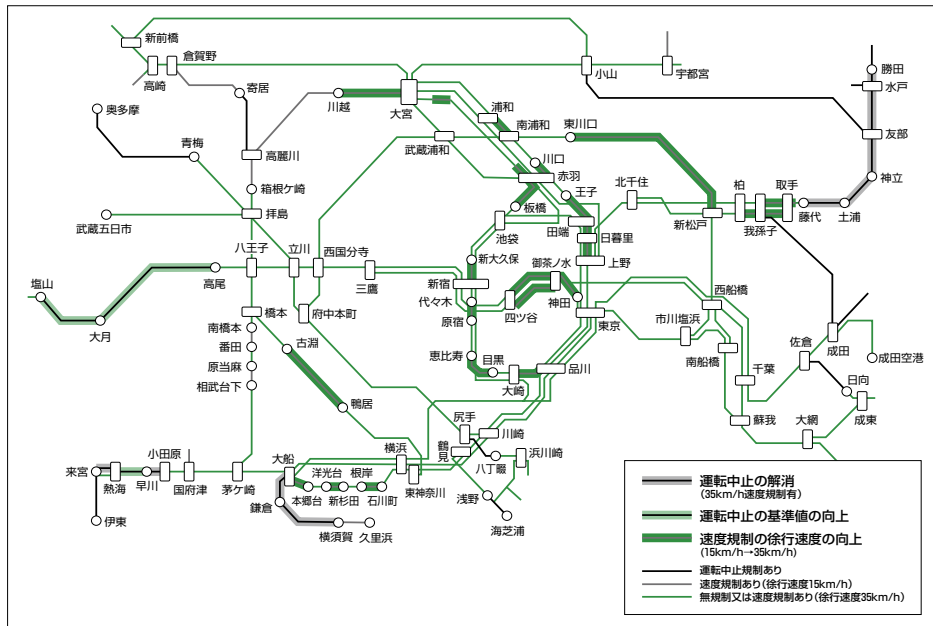 新前橋
倉賀野
高崎
寄居
川越
大宮
小山
宇都宮
勝田
水戸
友部
神立
土浦
奥多摩
青梅
高麗川
箱根ケ崎
拝島
武蔵五日市
武蔵浦和
浦和
南浦和
東川口
川口
赤羽
王子
板橋
池袋
田端
日暮里
上野
北千住
新松戸
柏
我孫子
取手
藤代
八王子
立川
西国分寺
三鷹
新大久保
新宿
代々木
原宿
御茶ノ水
四ツ谷
神田
東京
西船橋
市川塩浜
南船橋
千葉
佐倉
成田
成田空港
日向
成東
大網
蘇我
塩山
大月
高尾
橋本
南橋本
番田
原当麻
相武台下
府中本町
古淵
鴨居
恵比寿
目黒
大崎
品川
尻手
川崎
鶴見
八丁畷
浜川崎
浅野
海芝浦
横浜
東神奈川
来宮
熱海
早川
小田原
国府津
茅ケ崎
伊東
大船
本郷台
洋光台
新杉田
根岸
石川町
鎌倉
横須賀
久里浜
運転中止の解消
(35km/h速度規制有)
運転中止の基準値の向上
速度規制の徐行速度の向上
(15km/h→35km/h)
運転中止規制あり
速度規制あり(徐行速度15km/h)
無規制又は速度規制あり(徐行速度35km/h)